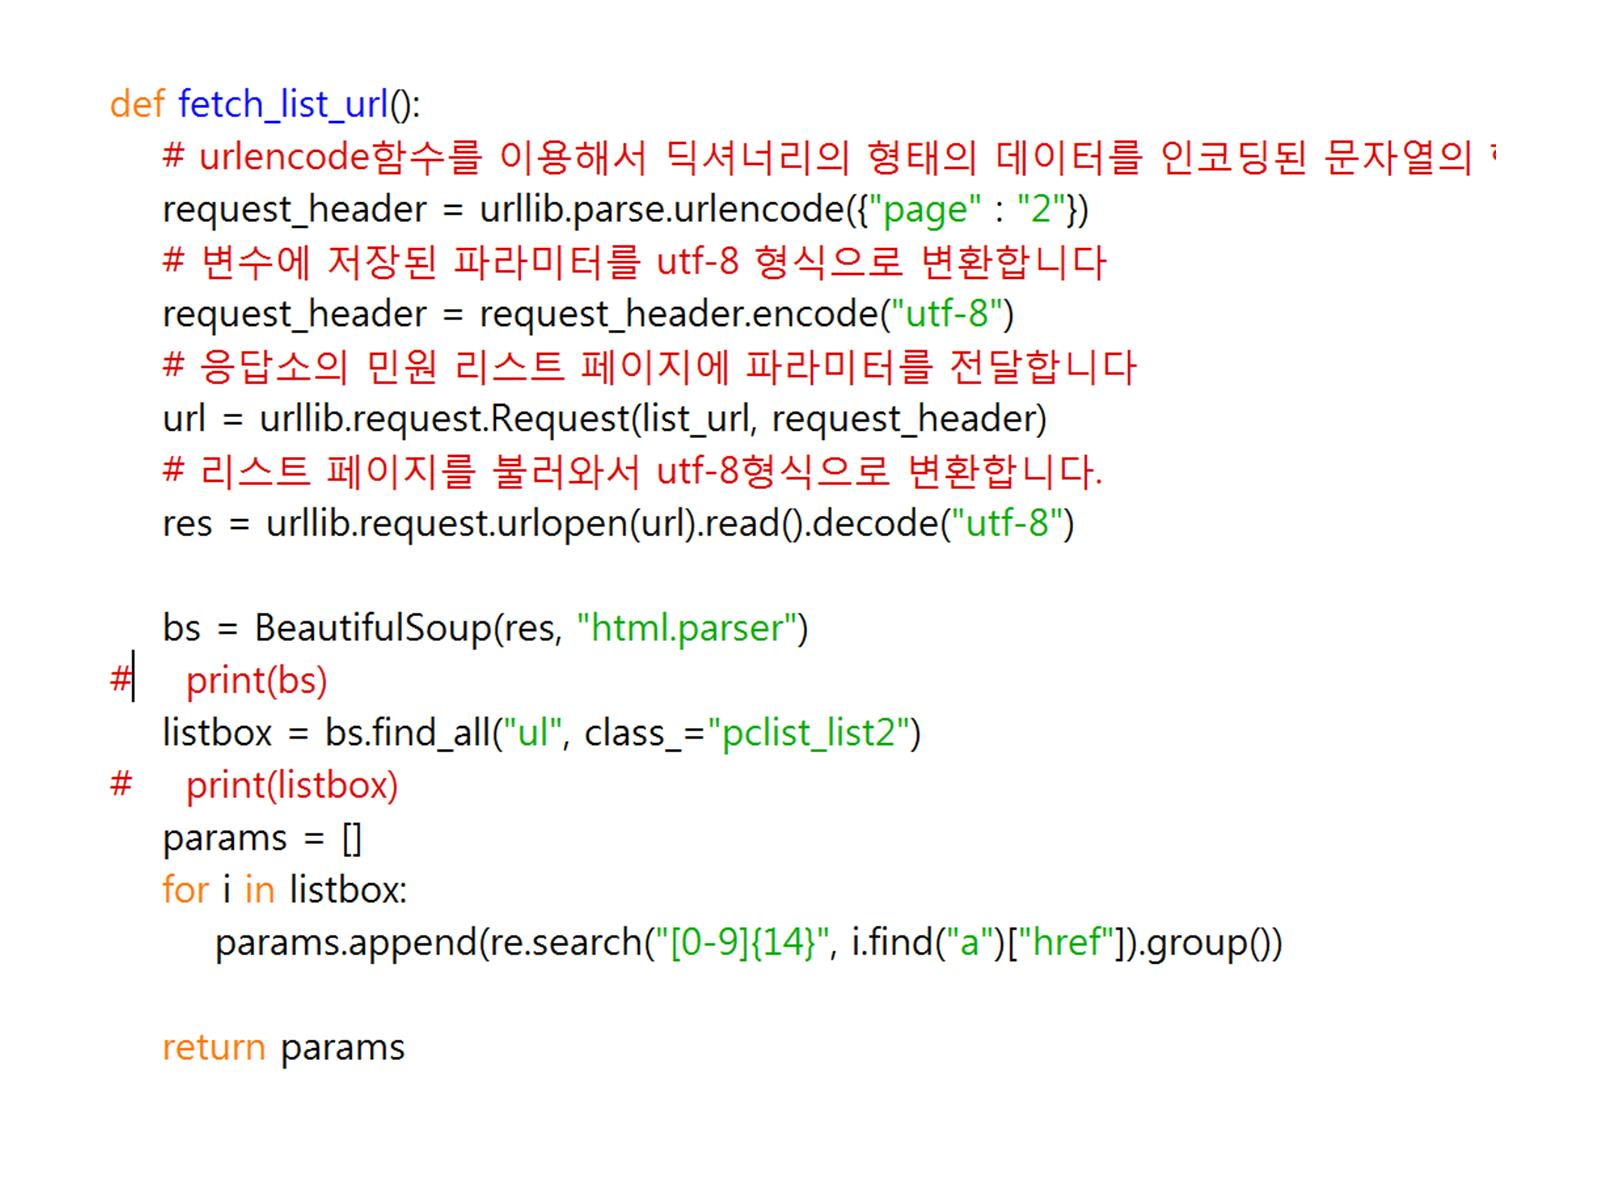 def fetch_list_url():
    # urlencode함수를 이용해서 딕셔너리의 형태의 데이터를 인코딩된 문자열의
    request_header = urllib.parse.urlencode({"page" : "2"})
    # 변수에 저장된 파라미터를 utf-8 형식으로 변환합니다
    request_header = request_header.encode("utf-8")
    # 응답소의 민원 리스트 페이지에 파라미터를 전달합니다
    url = urllib.request.Request(list_url, request_header)
    # 리스트 페이지를 불러와서 utf-8형식으로 변환합니다.
    res = urllib.request.urlopen(url).read().decode("utf-8")

    bs = BeautifulSoup(res, "html.parser")
#    print(bs)
    listbox = bs.find_all("ul", class_="pclist_list2")
#    print(listbox)
    params = []
    for i in listbox:
        params.append(re.search("[0-9]{14}", i.find("a")["href"]).group())

    return params